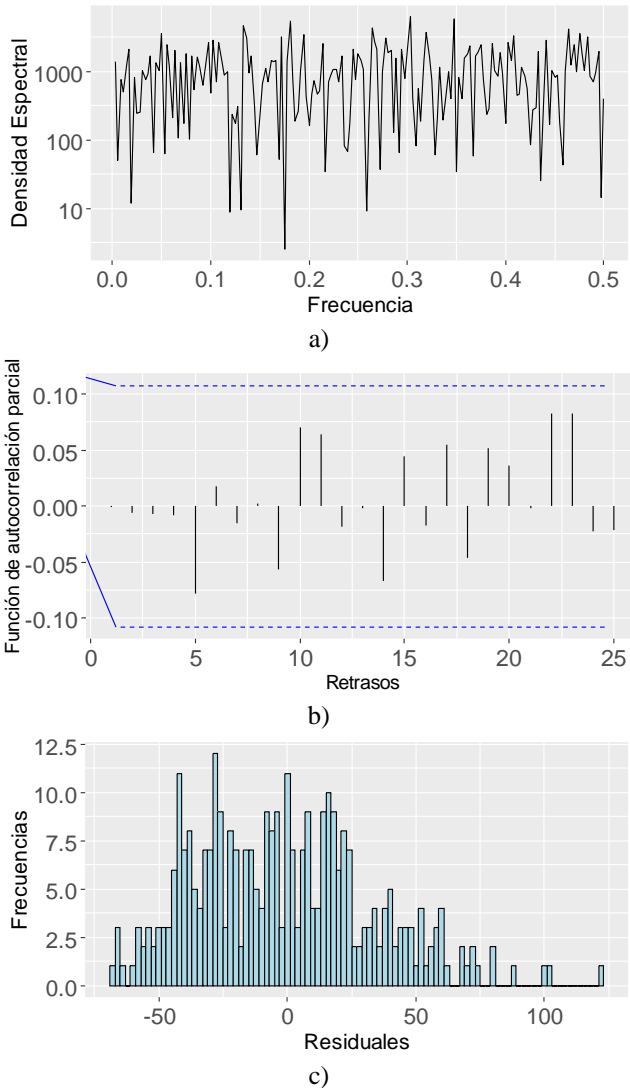 1000
100
10
Densidad Espectral
0.0 0.1 0.2 0.3 0.4 0.5
Frecuencia
a)
0.10
0.05
0.00
-0.05
-0.10
Función de autocorrelación parcial
0 5 10 15 20 25
Retrasos
b)
12.5
10.0
7.5
5.0
2.5
0.0
Frecuencias
-50 0 50 100
Residuales
c)